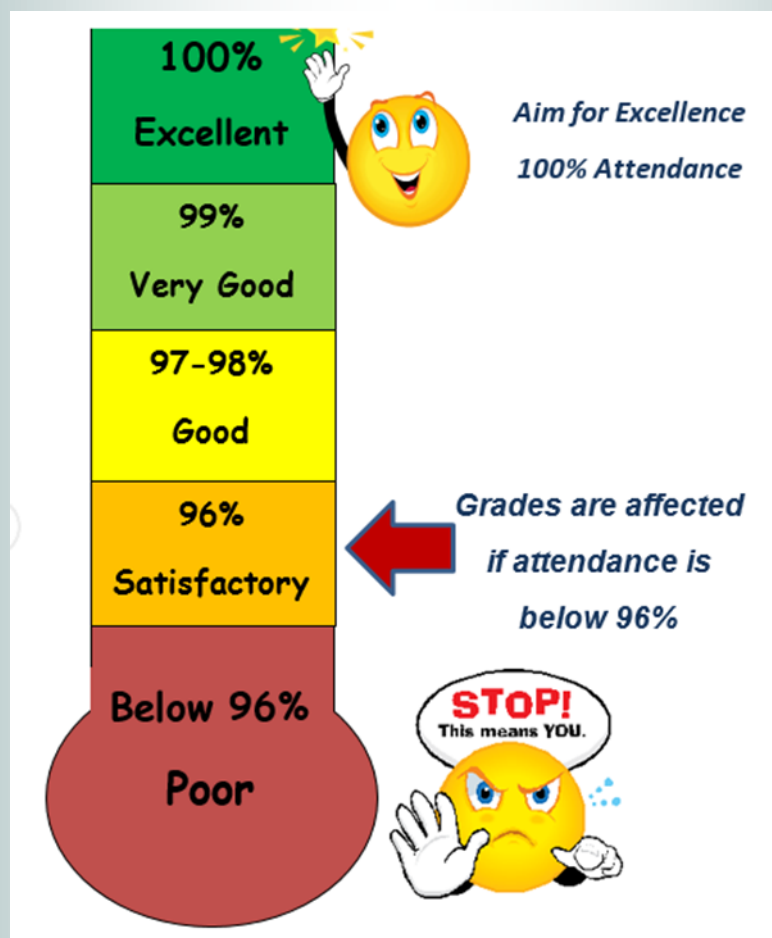 100%
Excellent
Aim for Excellence
100% Attendance
99%
Very Good
97-98%
Good
96%
Satisfactory
Grades are affected
if attendance is
below 96%
Below 96%
Poor
STOP!
This means YOU.